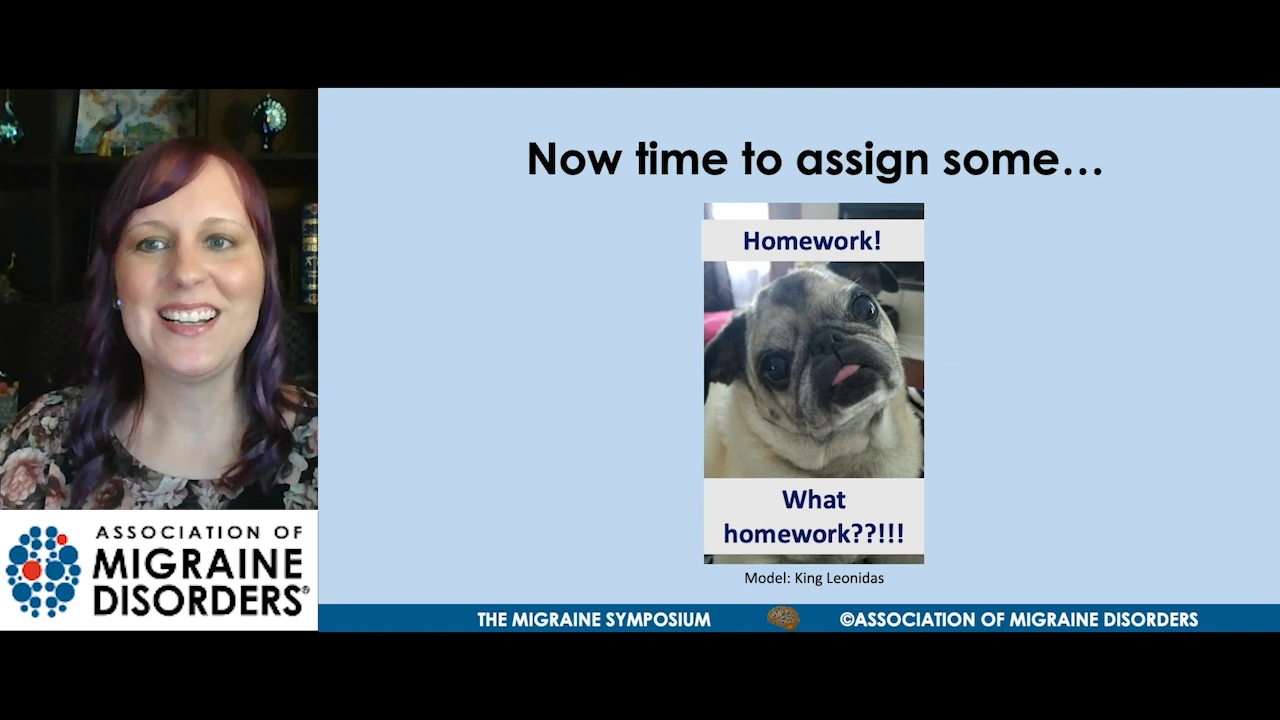 Now time to assign some...
Homework!
What
homework??!!!
Model: King Leonidas
ASSOCIATION OF
MIGRAINE
DISORDERS®
THE MIGRAINE SYMPOSIUM
©ASSOCIATION OF MIGRAINE DISORDERS